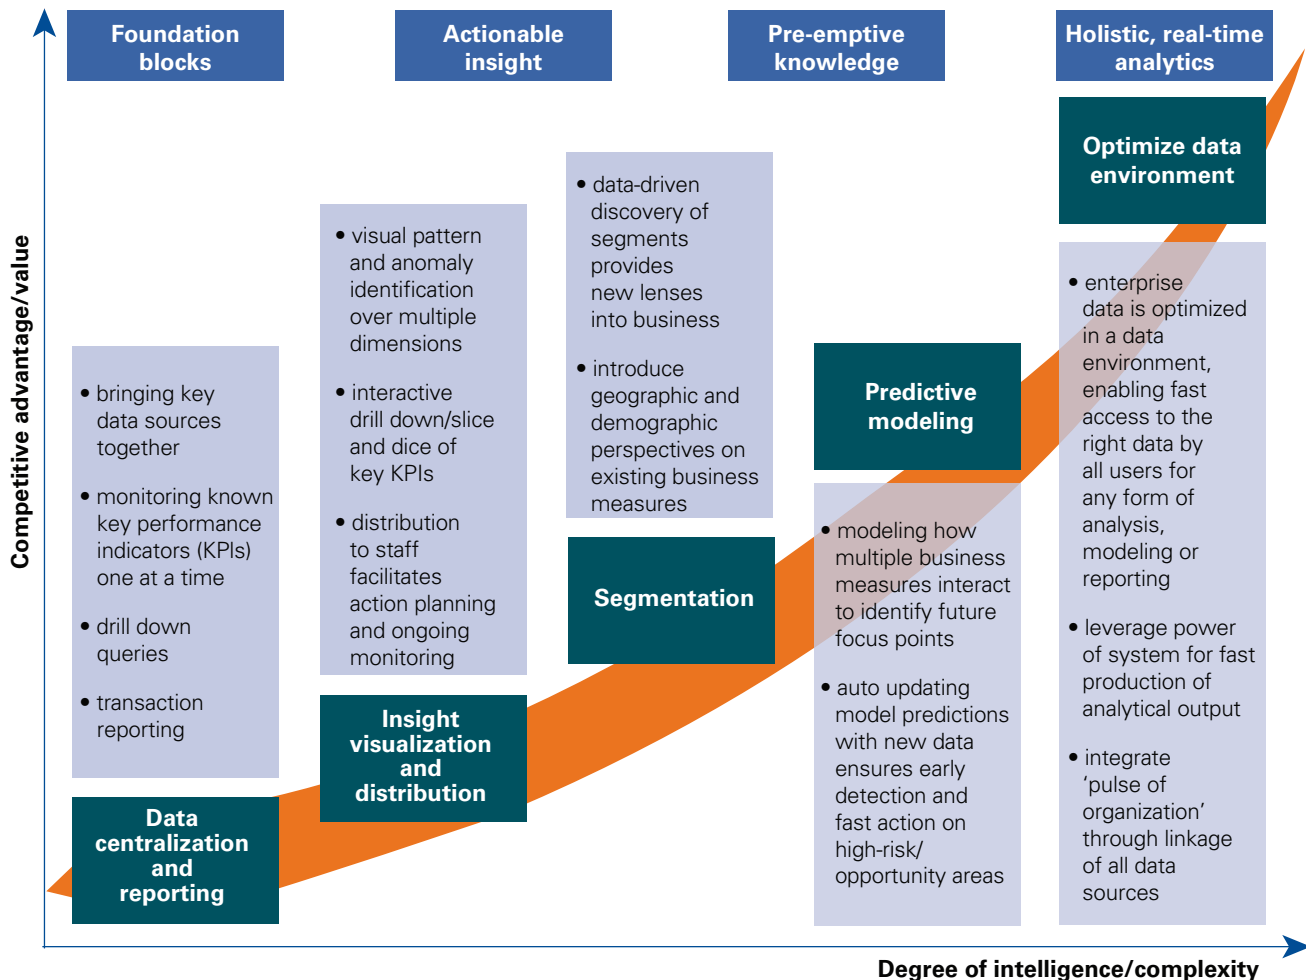 Foundation
blocks
Actionable
insight
Pre-emptive
knowledge
Holistic, real-time
analytics
Competitive advantage/value
• bringing key
data sources
together
• monitoring known
key performance
indicators (KPIs)
one at a time
• drill down
queries
• transaction
reporting
Data
centralization
and
reporting
• visual pattern
and anomaly
identification
over multiple
dimensions
• interactive
drill down/slice
and dice of
key KPIs
• distribution
to staff
facilitates
action planning
and ongoing
monitoring
Insight
visualization
and
distribution
• data-driven
discovery of
segments
provides
new lenses
into business
• introduce
geographic and
demographic
perspectives on
existing business
measures
Segmentation
Predictive
modeling
• modeling how
multiple business
measures interact
to identify future
focus points
• auto updating
model predictions
with new data
ensures early
detection and
fast action on
high-risk/
opportunity areas
Optimize data
environment
• enterprise
data is optimized
in a data
environment,
enabling fast
access to the
right data by
all users for
any form of
analysis,
modeling or
reporting
• leverage power
of system for fast
production of
analytical output
• integrate
‘pulse of
organization’
through linkage
of all data
sources
Degree of intelligence/complexity